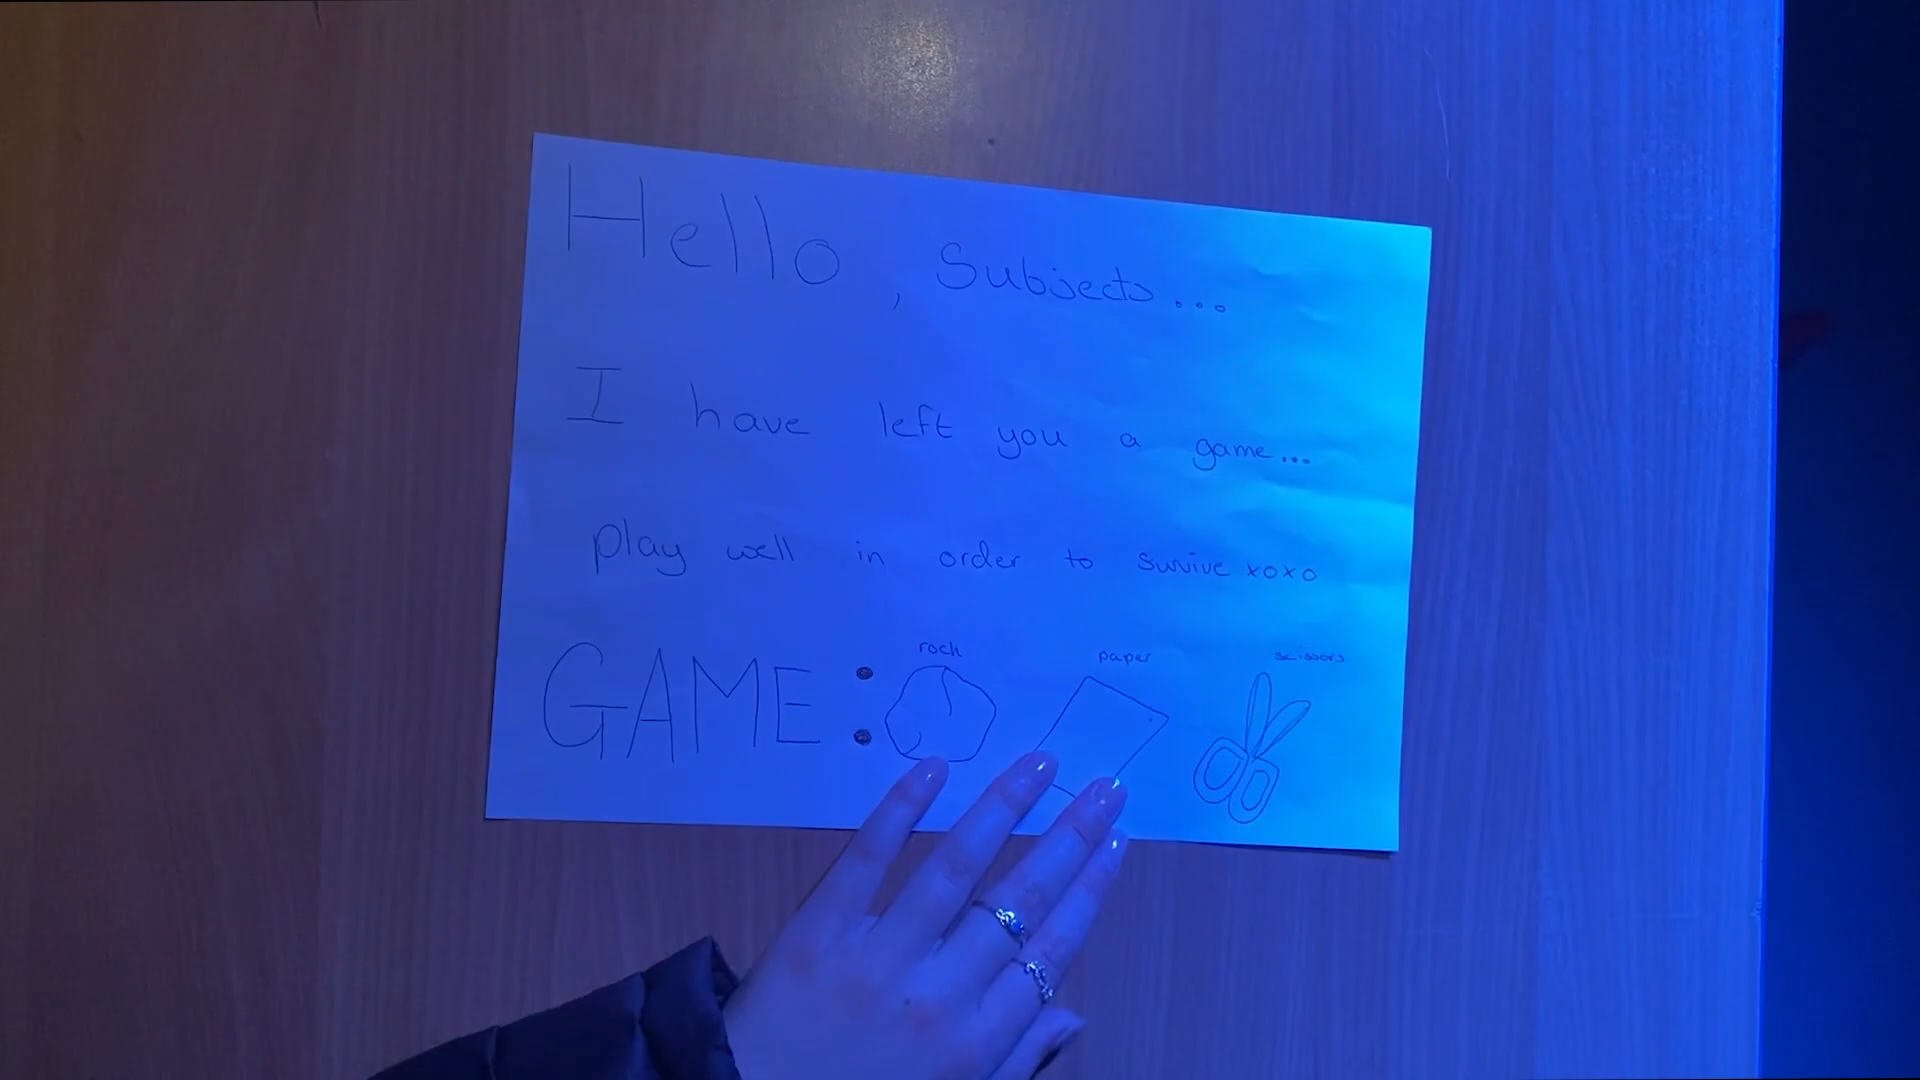 Hello, Subjects...
I have left you a game...
play well in order to survive xoxo
rock paper scissors
GAME: